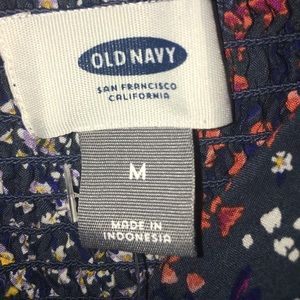 OLD NAVY
SAN FRANCISCO
CALIFORNIA
M
MADE IN
INDONESIA